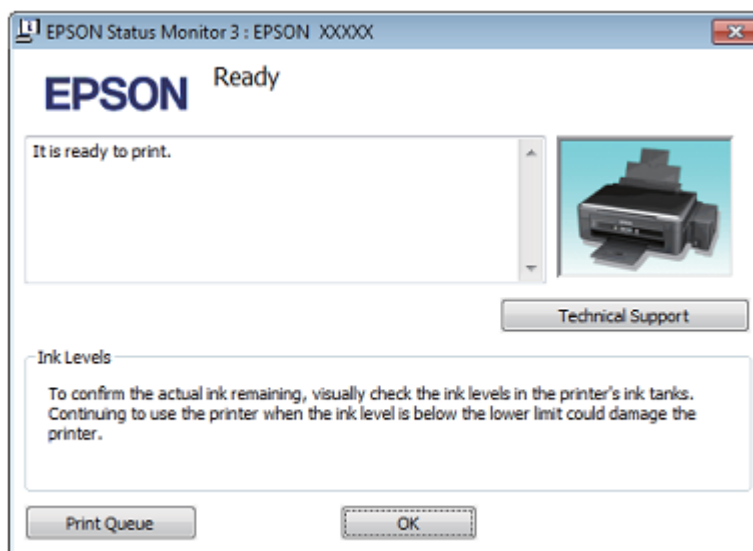 EPSON Status Monitor 3 : EPSON XXXXX
EPSON
Ready
It is ready to print.
Technical Support
Ink Levels
To confirm the actual ink remaining, visually check the ink levels in the printer's ink tanks.
Continuing to use the printer when the ink level is below the lower limit could damage the
printer.
Print Queue
OK